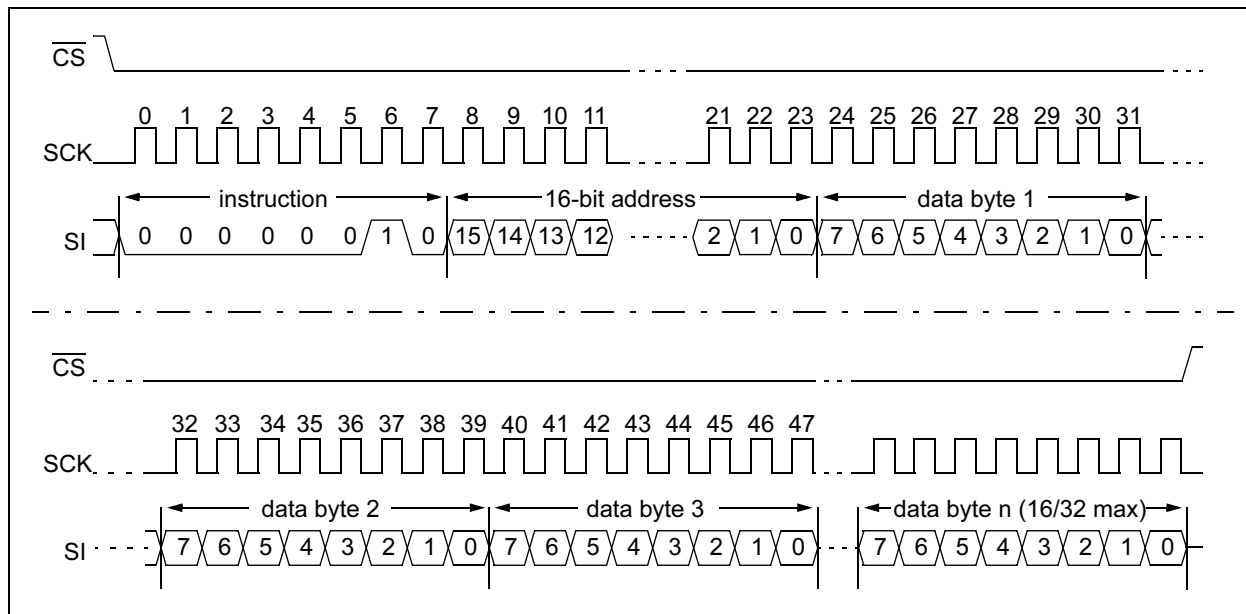 CS
0 1 2 3 4 5 6 7 8 9 10 11 21 22 23 24 25 26 27 28 29 30 31
SCK
instruction 16-bit address data byte 1
SI 0 0 0 0 0 0 1 0 15 14 13 12 2 1 0 7 6 5 4 3 2 1 0
CS
32 33 34 35 36 37 38 39 40 41 42 43 44 45 46 47
SCK
data byte 2 data byte 3 data byte n (16/32 max)
SI 7 6 5 4 3 2 1 0 7 6 5 4 3 2 1 0 7 6 5 4 3 2 1 0